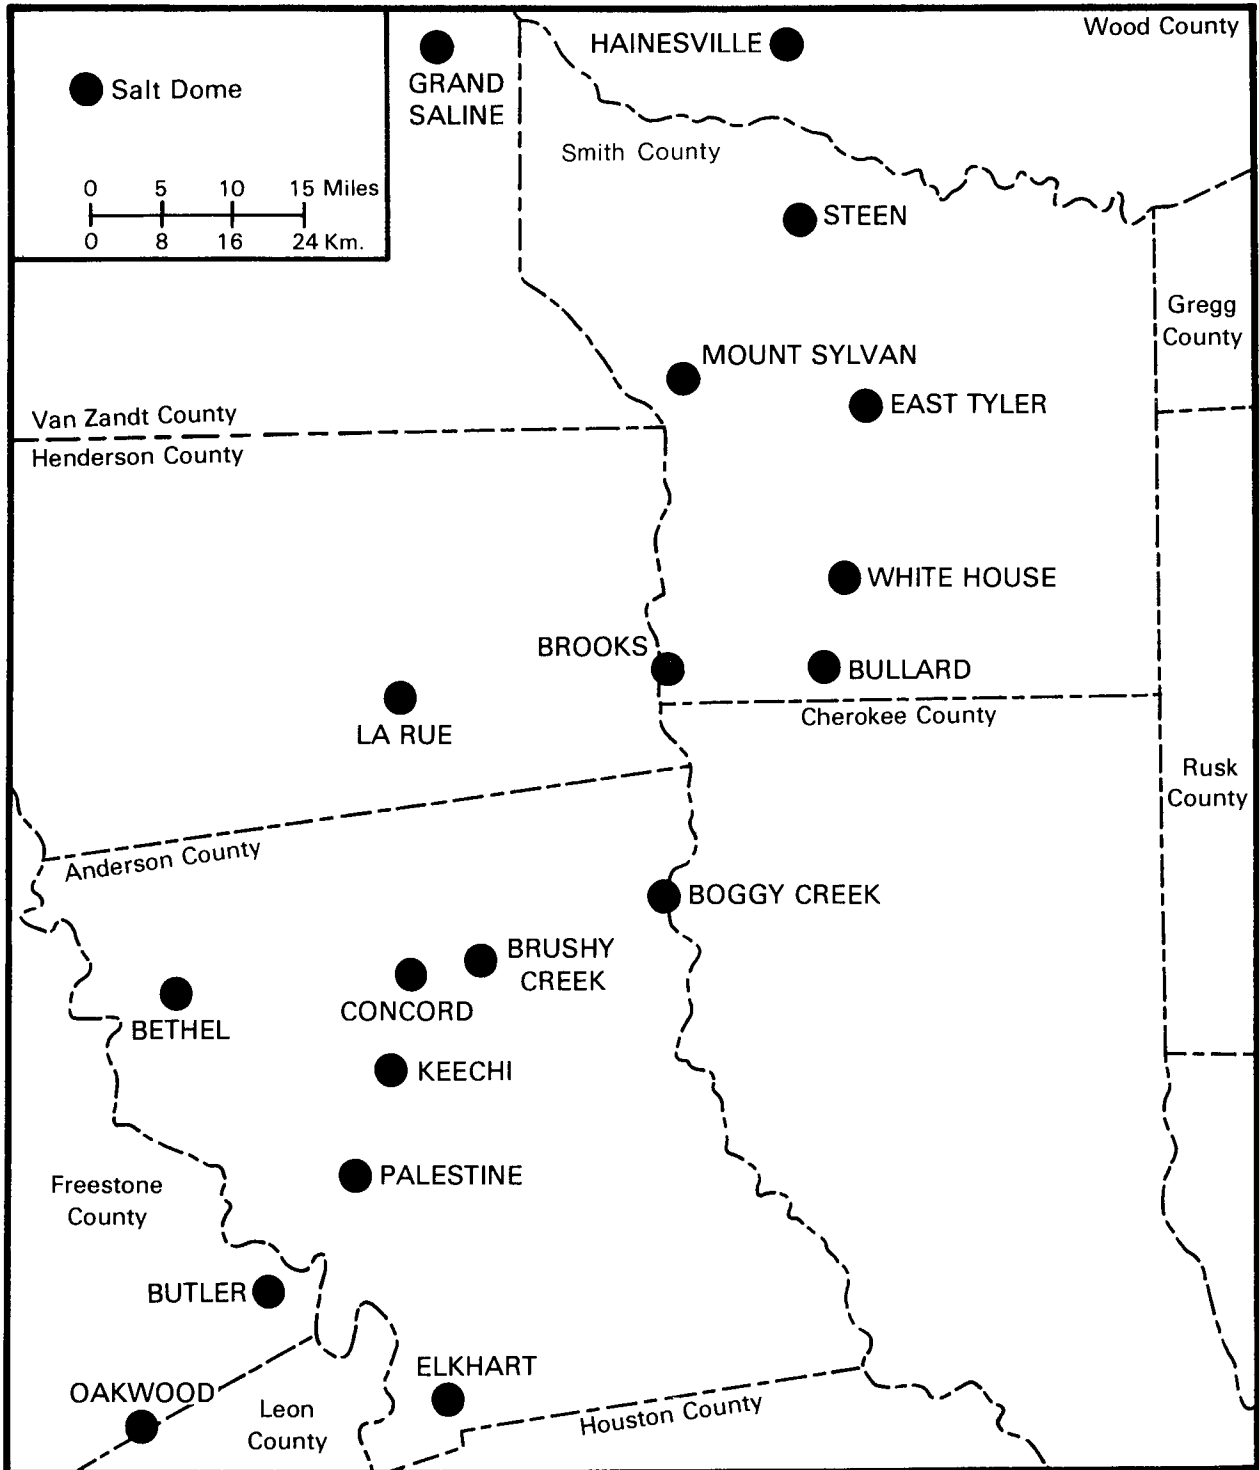 Salt Dome
0 5 10 15 Miles
0 8 16 24 Km.
GRAND
SALINE
HAINESVILLE
Wood County
Smith County
STEEN
Gregg
County
MOUNT SYLVAN
EAST TYLER
Van Zandt County
Henderson County
WHITE HOUSE
BROOKS
BULLARD
Cherokee County
LA RUE
Rusk
County
Anderson County
BOGGY CREEK
BRUSHY
CREEK
CONCORD
BETHEL
KEECHI
PALESTINE
Freestone
County
BUTLER
ELKHART
OAKWOOD
Leon
County
Houston County